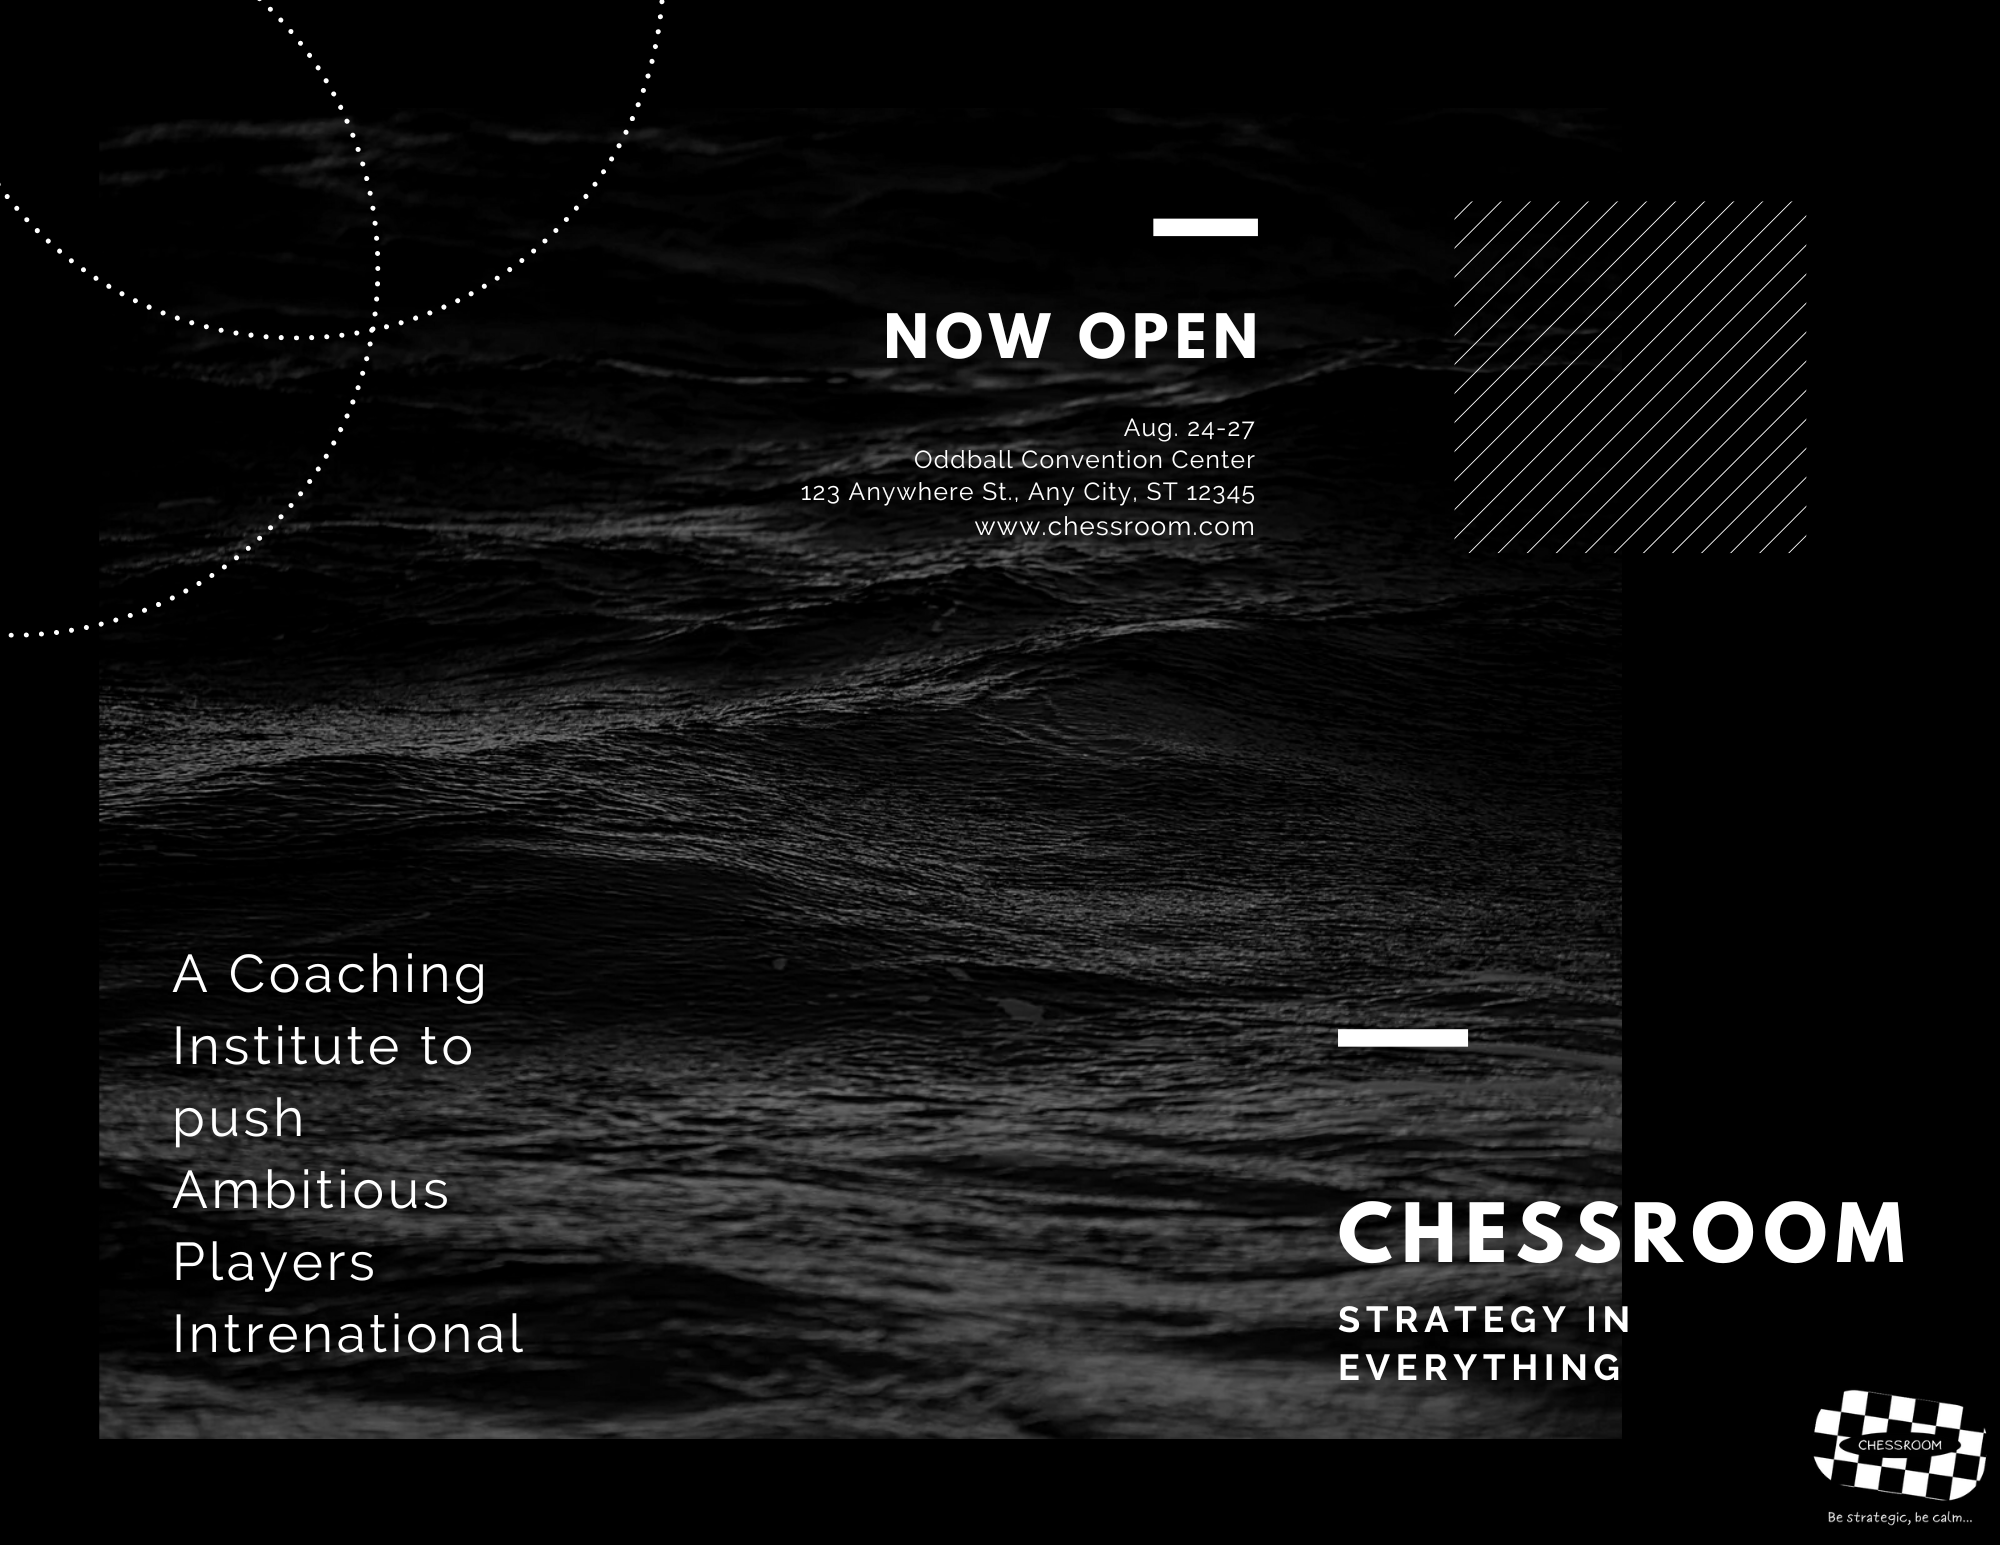 NOW OPEN
Aug. 24-27
Oddball Convention Center
123 Anywhere St., Any City, ST 12345
www.chessroom.com
A Coaching
Institute to
push
Ambitious
Players
Intrenational
CHESSROOM
STRATEGY IN
EVERYTHING
CHESSROOM
Be strategic, be calm...